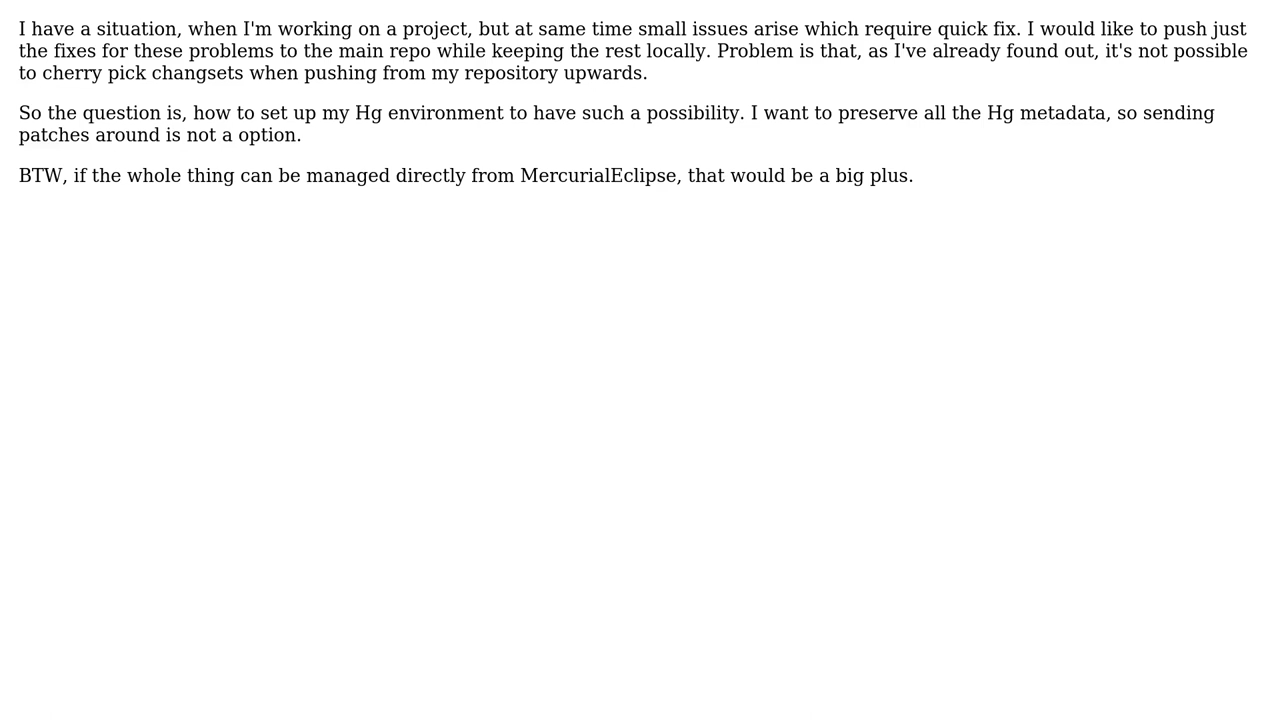 I have a situation, when I'm working on a project, but at same time small issues arise which require quick fix. I would like to push just
the fixes for these problems to the main repo while keeping the rest locally. Problem is that, as I've already found out, it's not possible
to cherry pick changsets when pushing from my repository upwards.
So the question is, how to set up my Hg environment to have such a possibility. I want to preserve all the Hg metadata, so sending
patches around is not a option.
BTW, if the whole thing can be managed directly from MercurialEclipse, that would be a big plus.